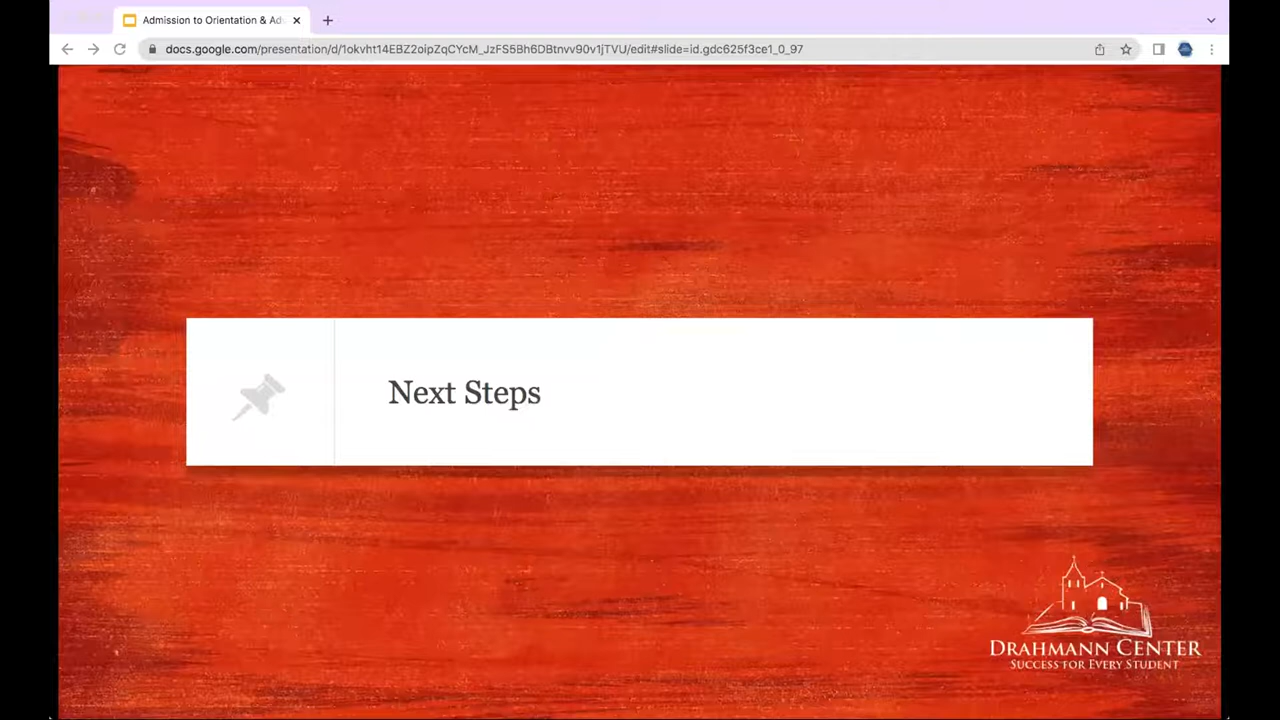 Admission to Orientation & Ad
docs.google.com/presentation/d/1okvht14EBZ2oipZqCYcM_JzFS5Bh6DBtnvv90v1jTVU/edit#slide=id.gdc625f3ce1_0_97
Next Steps
DRAHMANN CENTER
SUCCESS FOR EVERY STUDENT